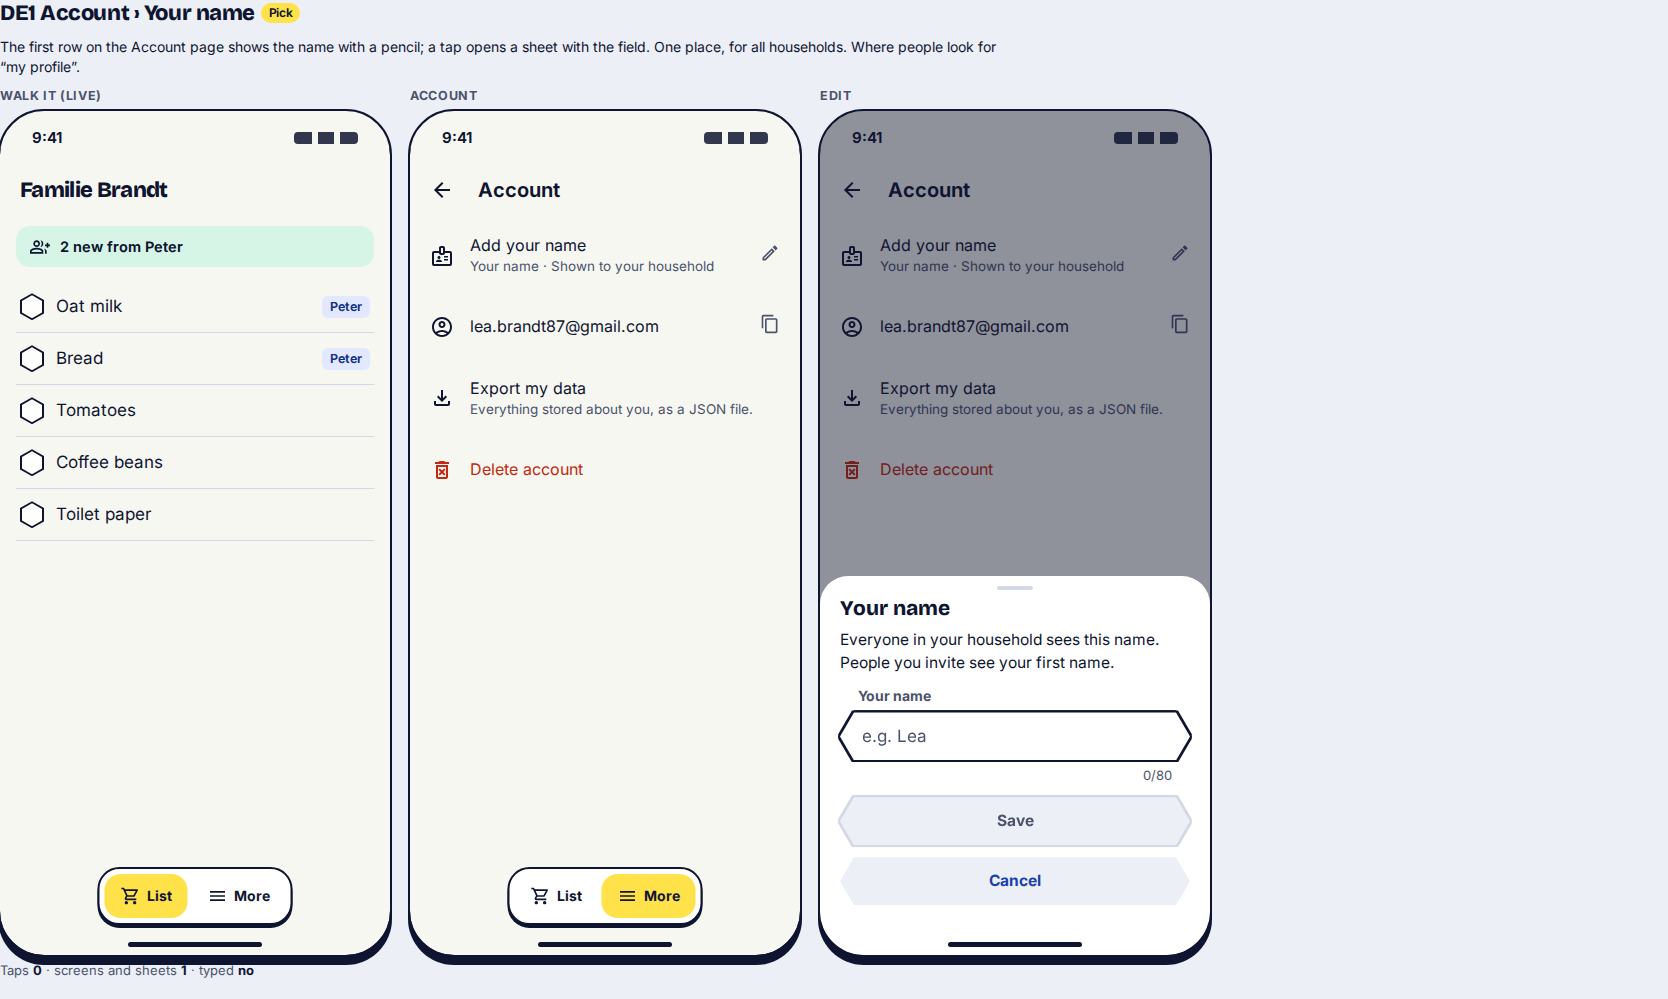 DE1 Account › Your name Pick
The first row on the Account page shows the name with a pencil; a tap opens a sheet with the field. One place, for all households. Where people look for
“my profile”.
WALK IT (LIVE)
9:41
Familie Brandt
2 new from Peter
Oat milk Peter
Bread Peter
Tomatoes
Coffee beans
Toilet paper
List More
Taps 0 · screens and sheets 1 · typed no
ACCOUNT
9:41
Account
Add your name
Your name · Shown to your household
lea.brandt87@gmail.com
Export my data
Everything stored about you, as a JSON file.
Delete account
List More
EDIT
9:41
Account
Add your name
Your name · Shown to your household
lea.brandt87@gmail.com
Export my data
Everything stored about you, as a JSON file.
Delete account
Your name
Everyone in your household sees this name.
People you invite see your first name.
Your name
e.g. Lea
0/80
Save
Cancel